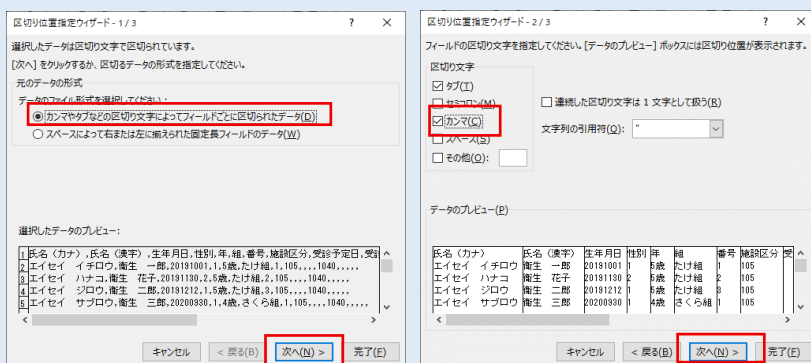 区切り位置指定ウィザード - 1 / 3
? ×
選択したデータは区切り文字で区切られています。
[次へ] をクリックするか、区切るデータの形式を指定してください。
元のデータの形式
データのファイル形式を選択してください：
カンマやタブなどの区切り文字によってフィールドごとに区切られたデータ(D)
スペースによって右または左に揃えられた固定長フィールドのデータ(W)
選択したデータのプレビュー：
1 氏名（カナ）,氏名（漢字）,生年月日,性別,年,組,番号,施設区分,受診予定日,受診
2 エイセイ イチロウ,衛生 一郎,20191001,1,5歳,たけ組,1,105,,,,1040,,,,,
3 エイセイ ハナコ,衛生 花子,20191130,2,5歳,たけ組,2,105,,,,1040,,,,,
4 エイセイ ジロウ,衛生 二郎,20191212,1,5歳,たけ組,3,105,,,,1040,,,,,
5 エイセイ サブロウ,衛生 三郎,20200930,1,4歳,さくら組,1,105,,,,1040,,,,,
キャンセル < 戻る(B) 次へ(N) > 完了(F)
区切り位置指定ウィザード - 2 / 3
? ×
フィールドの区切り文字を指定してください。[データのプレビュー] ボックスには区切り位置が表示されます。
区切り文字
タブ(T)
セミコロン(M)
連続した区切り文字は 1 文字として扱う(R)
カンマ(C)
文字列の引用符(Q)： "
スペース(S)
その他(O)：
データのプレビュー(P)
氏名（カナ） 氏名（漢字） 生年月日 性別 年 組 番号 施設区分 受
エイセイ イチロウ 衛生 一郎 20191001 1 5歳 たけ組 1 105
エイセイ ハナコ 衛生 花子 20191130 2 5歳 たけ組 2 105
エイセイ ジロウ 衛生 二郎 20191212 1 5歳 たけ組 3 105
エイセイ サブロウ 衛生 三郎 20200930 1 4歳 さくら組 1 105
キャンセル < 戻る(B) 次へ(N) > 完了(F)